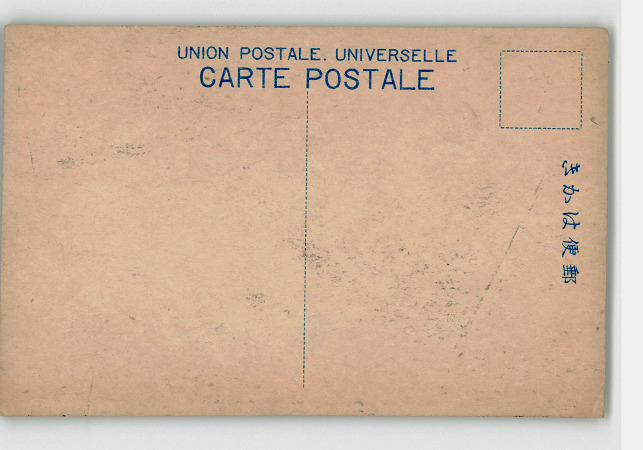 UNION POSTALE. UNIVERSELLE
CARTE POSTALE
きかは便郵